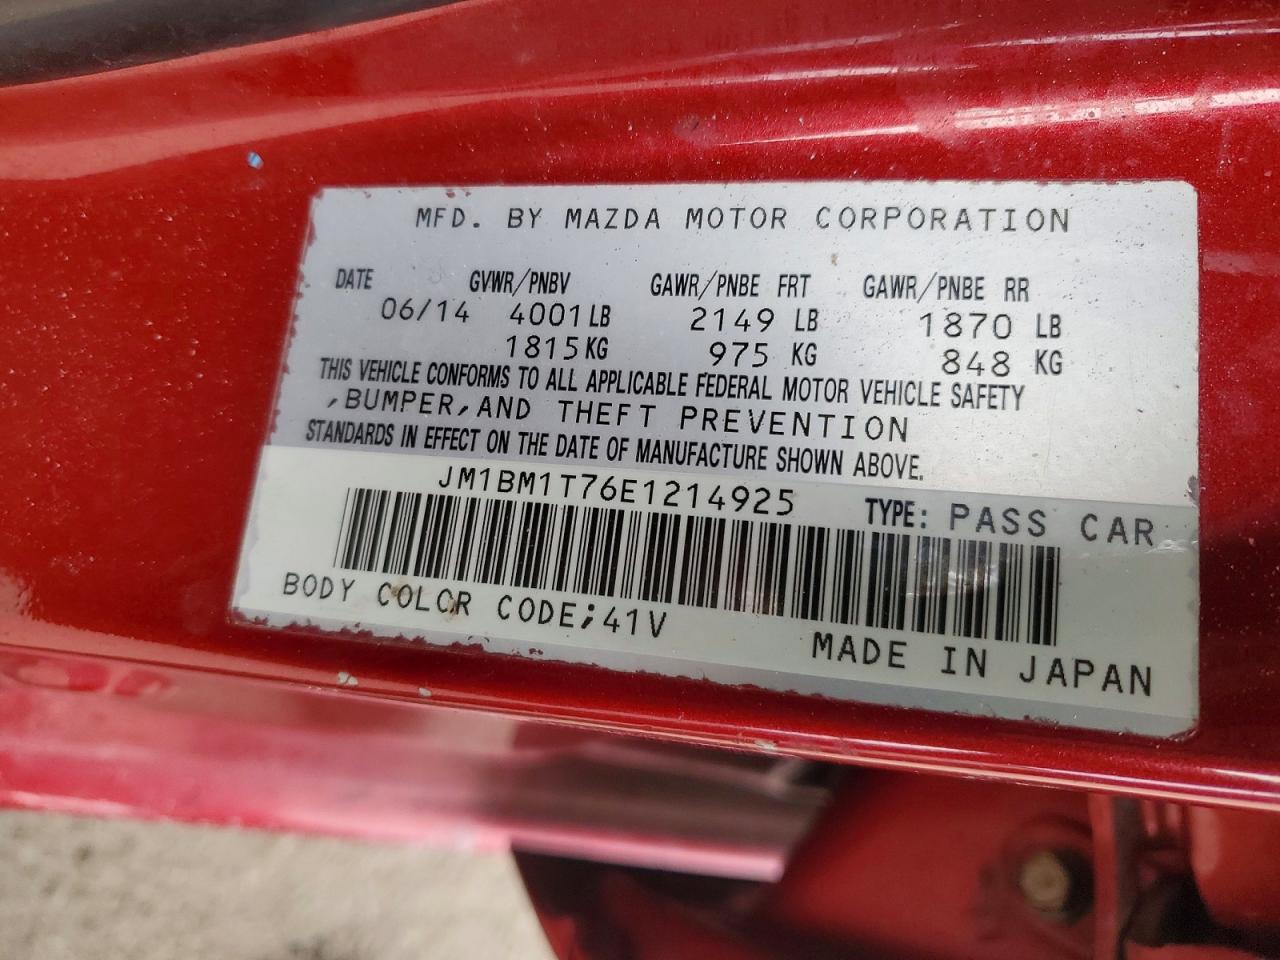 MFD. BY MAZDA MOTOR CORPORATION
DATE GVWR/PNBV GAWR/PNBE FRT GAWR/PNBE RR
06/14 4001 LB 2149 LB 1870 LB
1815 KG 975 KG 848 KG
THIS VEHICLE CONFORMS TO ALL APPLICABLE FEDERAL MOTOR VEHICLE SAFETY
,BUMPER,AND THEFT PREVENTION
STANDARDS IN EFFECT ON THE DATE OF MANUFACTURE SHOWN ABOVE.
JM1BM1T76E1214925 TYPE: PASS CAR
BODY COLOR CODE;41V
MADE IN JAPAN